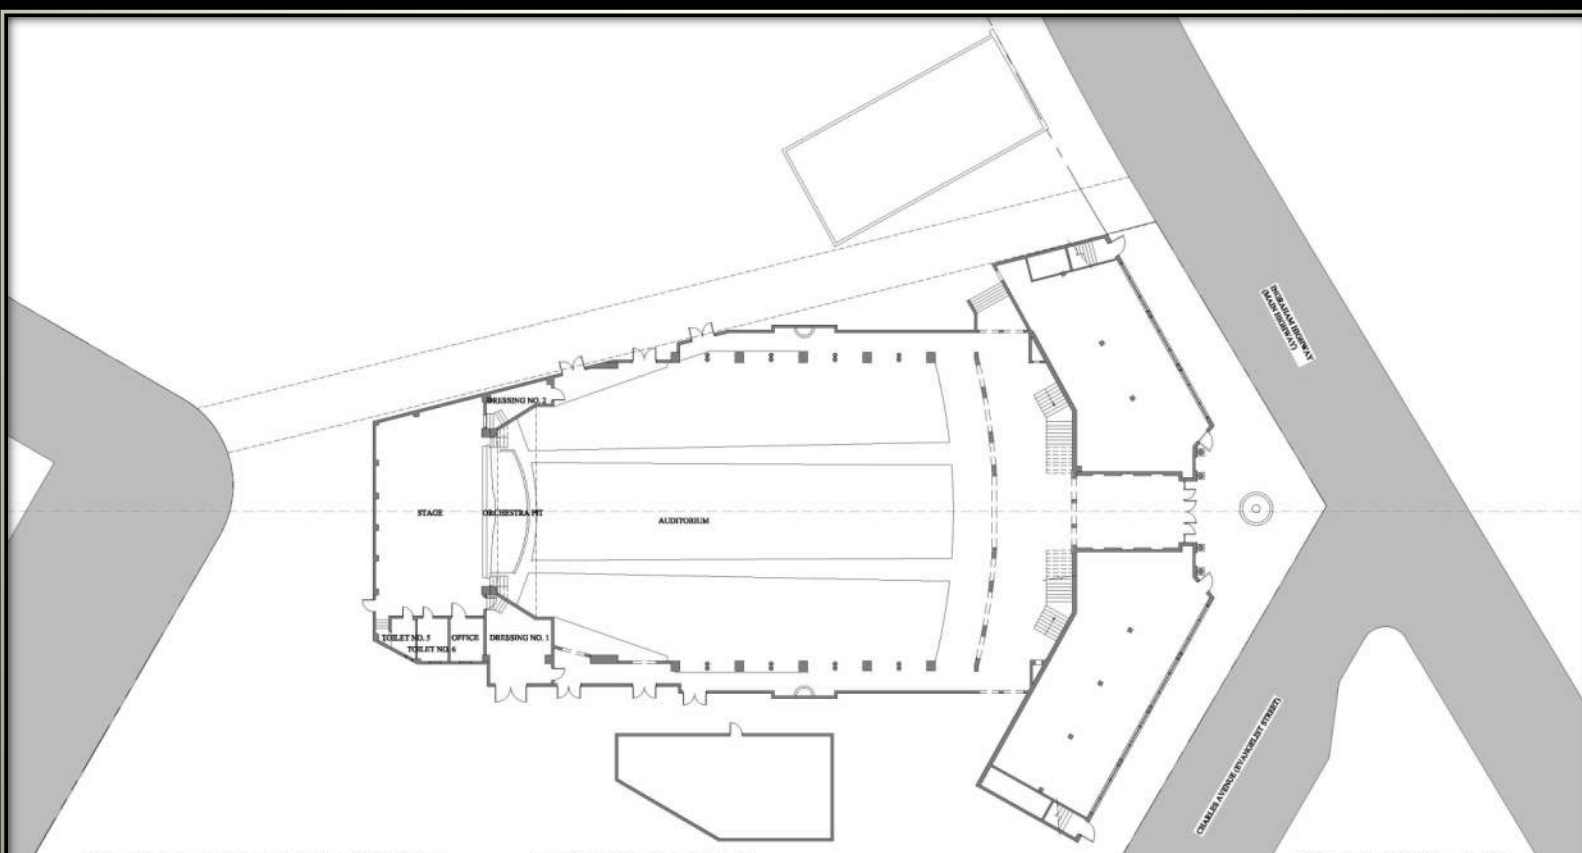 INGRAHAM HIGHWAY
(MAIN HIGHWAY)
DRESSING NO. 2
STAGE
ORCHESTRA PIT
AUDITORIUM
TOILET NO. 5
OFFICE
DRESSING NO. 1
TOILET NO. 6
CHARLES AVENUE (EVANGELIST STREET)